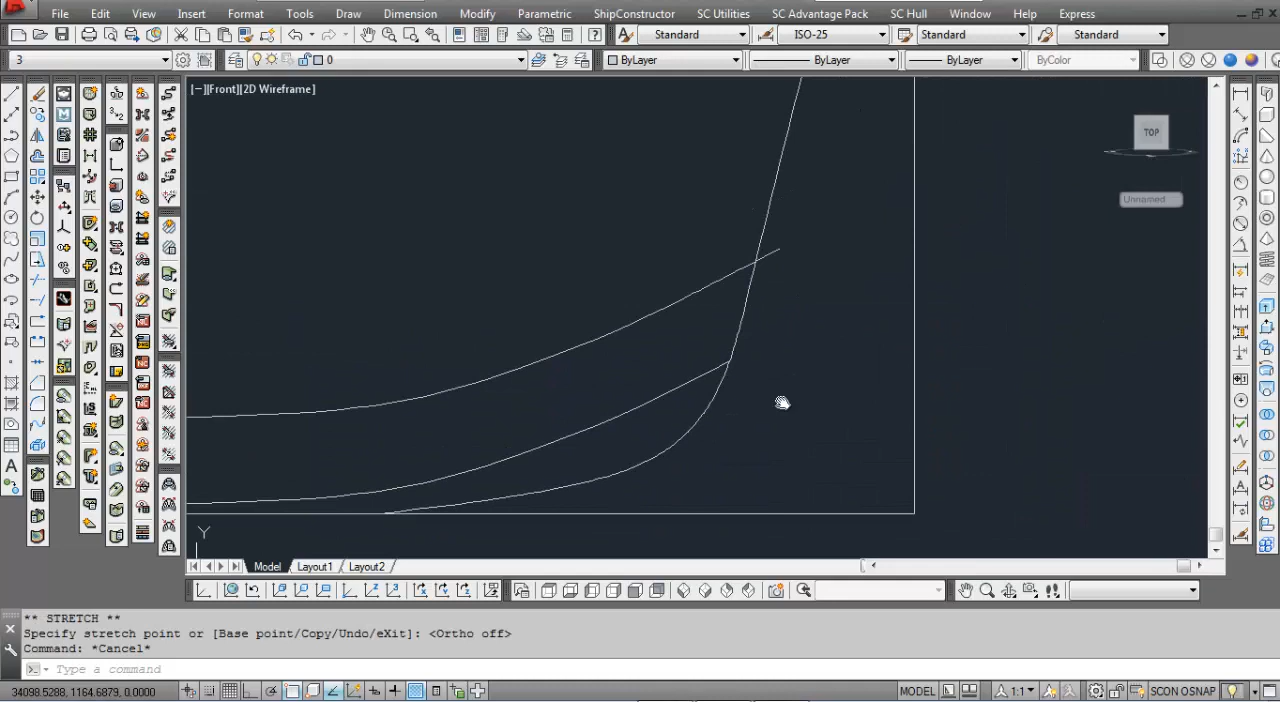 File Edit View Insert Format Tools Draw Dimension Modify Parametric ShipConstructor SC Utilities SC Advantage Pack SC Hull Window Help Express
Standard ISO-25 Standard Standard
3 0 ByLayer ByLayer ByLayer ByColor
[−][Front][2D Wireframe]
TOP
Unnamed
Y
Model Layout1 Layout2
** STRETCH **
Specify stretch point or [Base point/Copy/Undo/eXit]: <Ortho off>
Command: *Cancel*
Type a command
34098.5288, 1164.6879, 0.0000 MODEL 1:1 SCON OSNAP